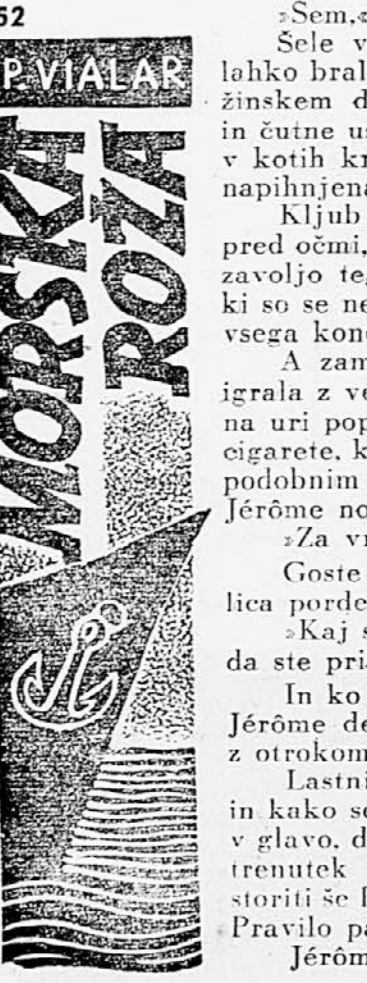 52
P. VIALAR
MORSKA
ROŽA
»Sem,«
Šele v
lahko bral
žinskem d
in čutne us
v kotih kr
napihnjena
Kljub
pred očmi,
zavoljo teg
ki so se ne
vsega kone
A zam
igrala z ve
na uri pop
cigarete, k
podobnim
Jérôme no
»Za vr
Goste
lica porde
»Kaj s
da ste pri
In ko
Jérôme de
z otrokom
Lastni
in kako se
v glavo, d
trenutek
storiti še
Pravilo pa
Jérôm